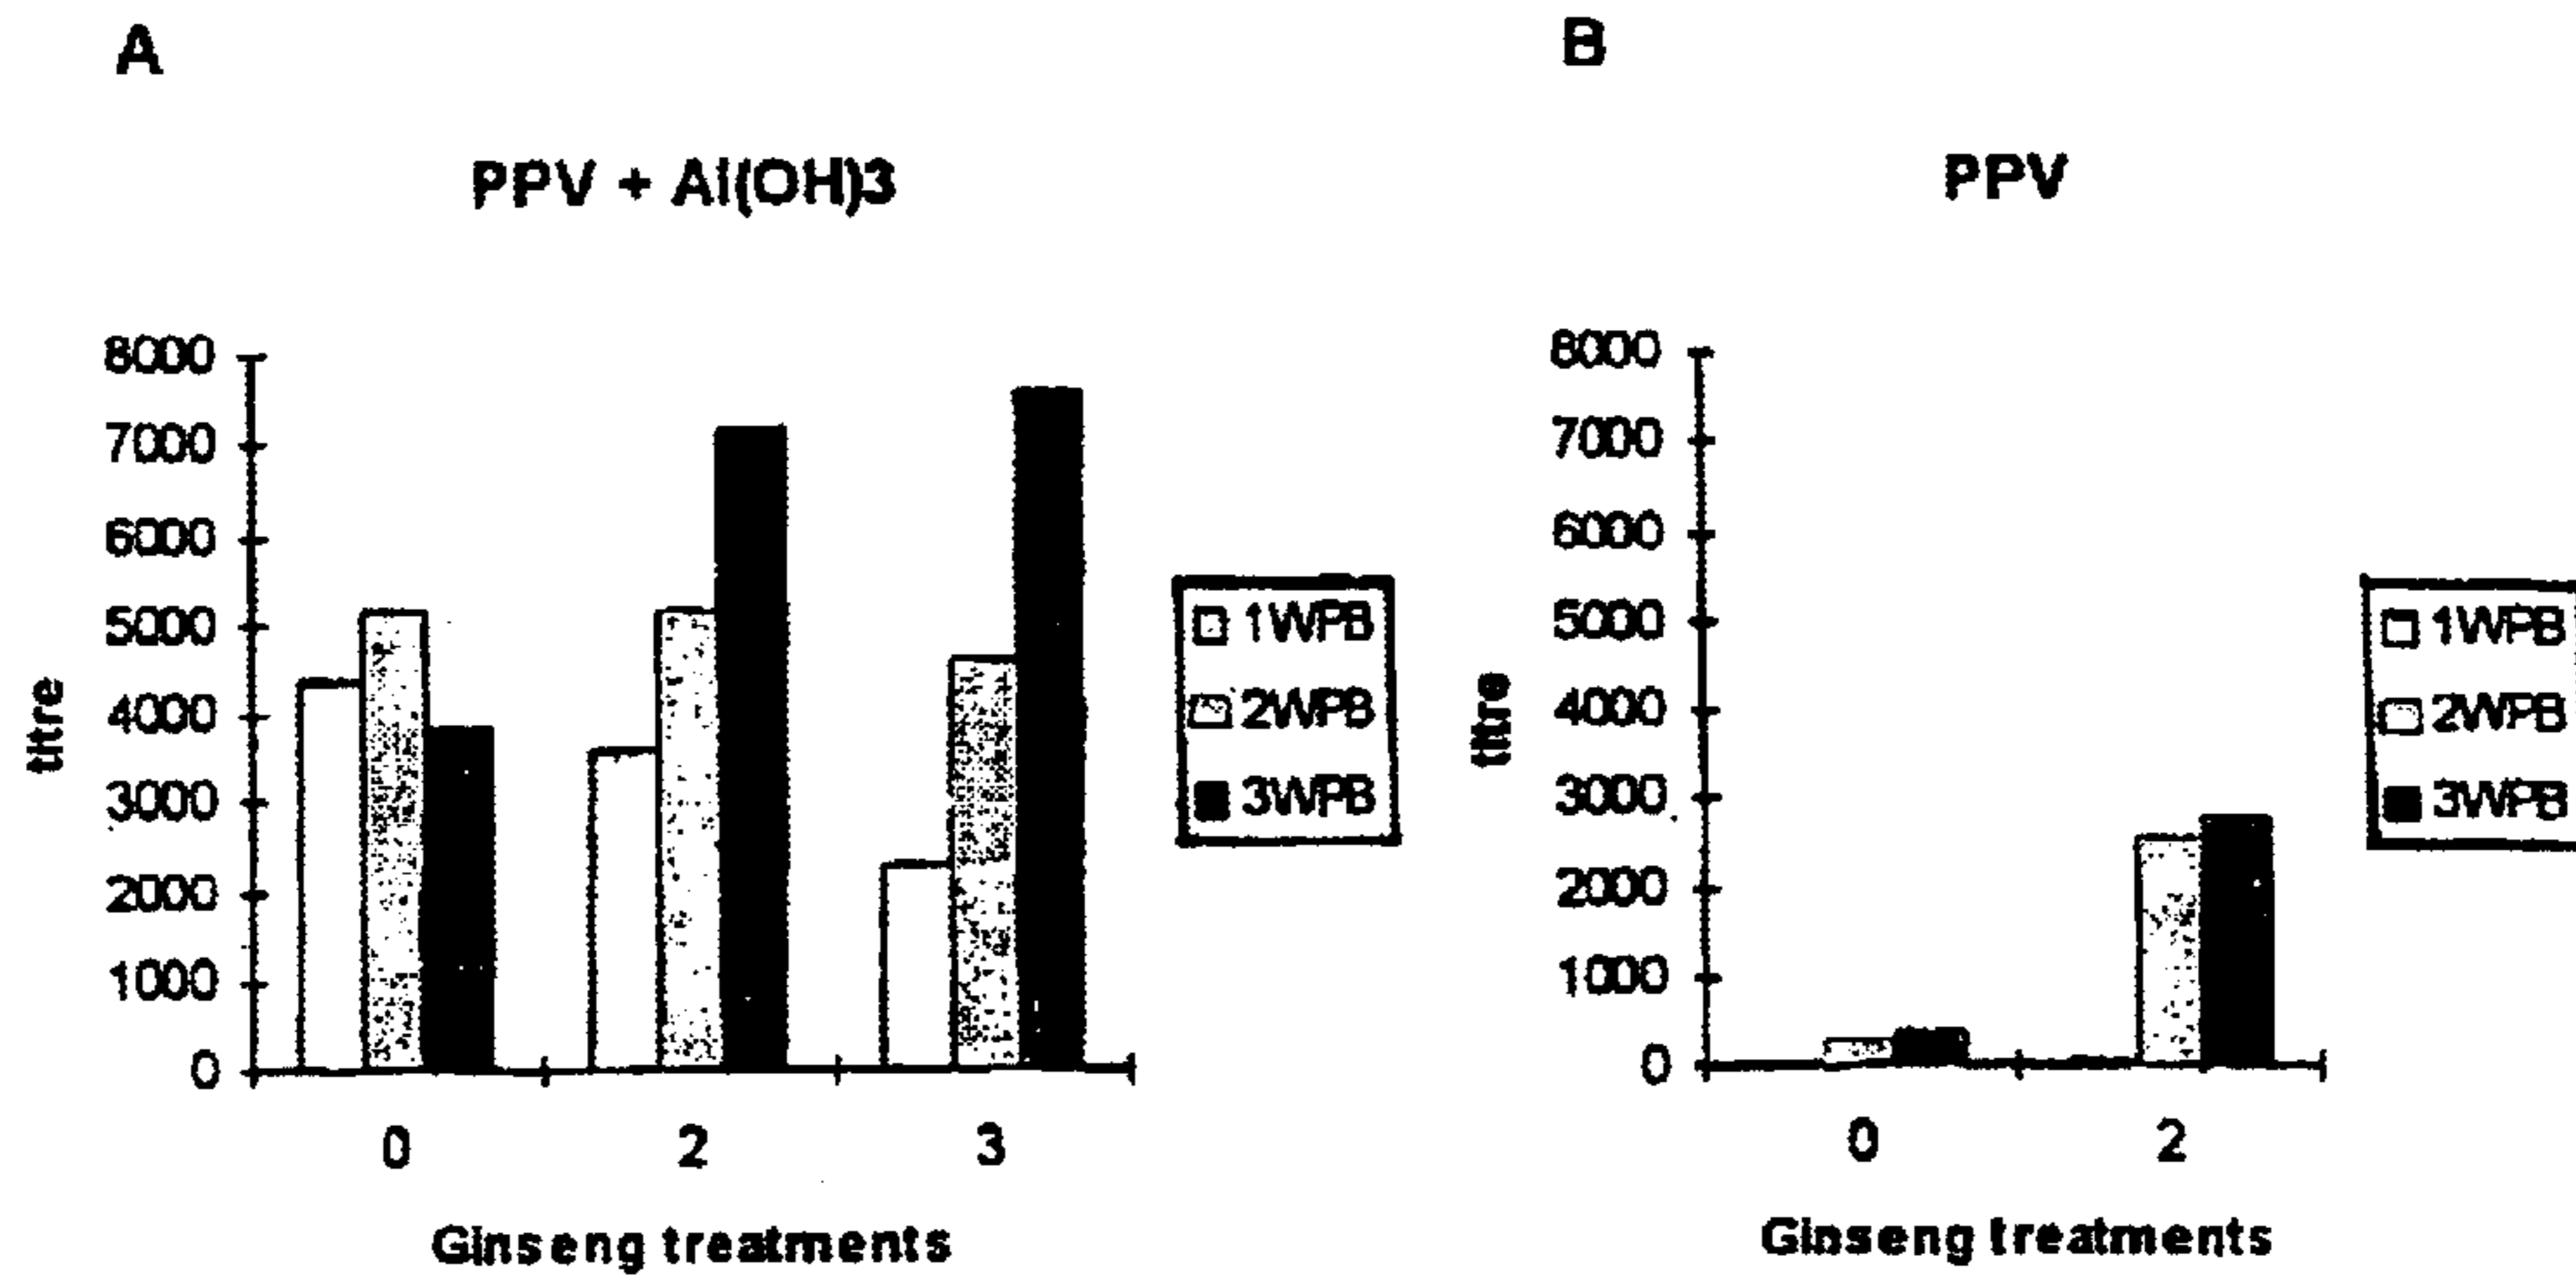 A
PPV + Al(OH)3
8000
7000
6000
5000
4000
3000
2000
1000
0
titre
0 2 3
Ginseng treatments
1WPB
2WPB
3WPB
B
PPV
8000
7000
6000
5000
4000
3000
2000
1000
0
titre
0 2
Ginseng treatments
1WPB
2WPB
3WPB